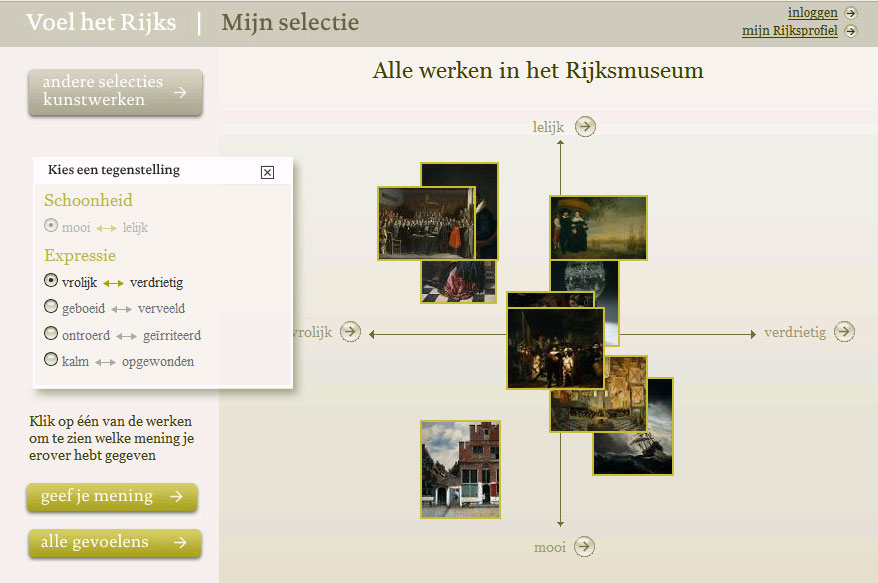 Voel het Rijks | Mijn selectie
inloggen
mijn Rijksprofiel
andere selecties
kunstwerken
Alle werken in het Rijksmuseum
lelijk
Kies een tegenstelling
Schoonheid
mooi ↔ lelijk
Expressie
vrolijk ↔ verdrietig
geboeid ↔ verveeld
ontroerd ↔ geïrriteerd
kalm ↔ opgewonden
vrolijk
verdrietig
Klik op één van de werken
om te zien welke mening je
erover hebt gegeven
geef je mening
alle gevoelens
mooi